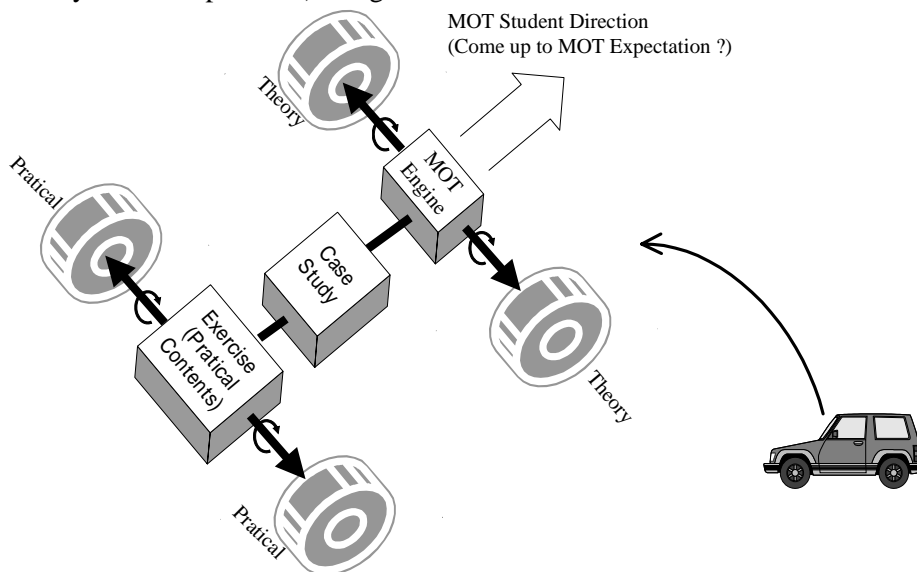 MOT Student Direction
(Come up to MOT Expectation ?)
Theory
MOT
Engine
Pratical
Case
Study
Exercise
(Pratical
Contents)
Theory
Pratical